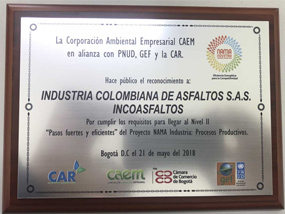 La Corporación Ambiental Empresarial CAEM
en alianza con PNUD, GEF y la CAR.
NAMA
Hace público el reconocimiento a:
INDUSTRIA COLOMBIANA DE ASFALTOS S.A.S.
INCOASFALTOS
Por cumplir los requisitos para llegar al Nivel II
"Pasos fuertes y eficientes" del Proyecto NAMA Industria: Procesos Productivos.
Bogotá D.C el 21 de mayo del 2018
CAR
CAEM
Cámara
de Comercio
de Bogotá